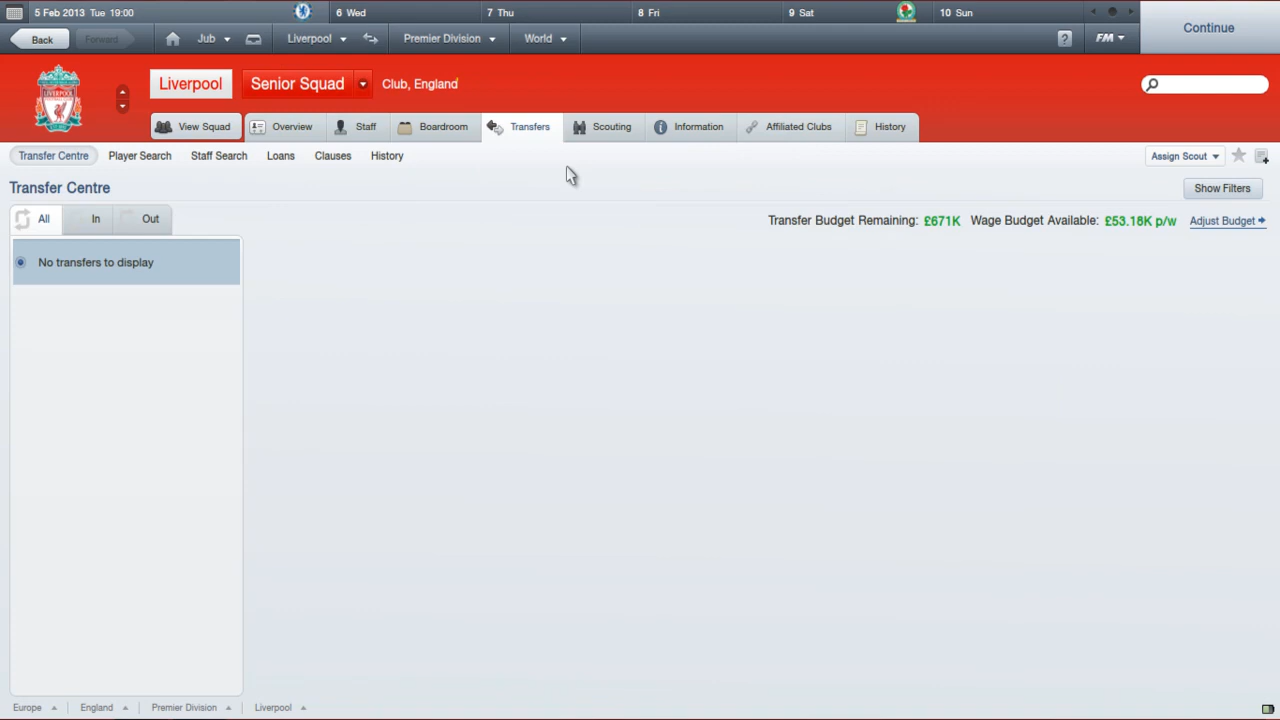 5 Feb 2013 Tue 19:00 6 Wed 7 Thu 8 Fri 9 Sat 10 Sun
Continue
Back Forward Jub Liverpool Premier Division World ? FM
Liverpool Senior Squad Club, England
View Squad Overview Staff Boardroom Transfers Scouting Information Affiliated Clubs History
Transfer Centre Player Search Staff Search Loans Clauses History Assign Scout
Transfer Centre Show Filters
All In Out Transfer Budget Remaining: £671K Wage Budget Available: £53.18K p/w Adjust Budget
No transfers to display
Europe England Premier Division Liverpool